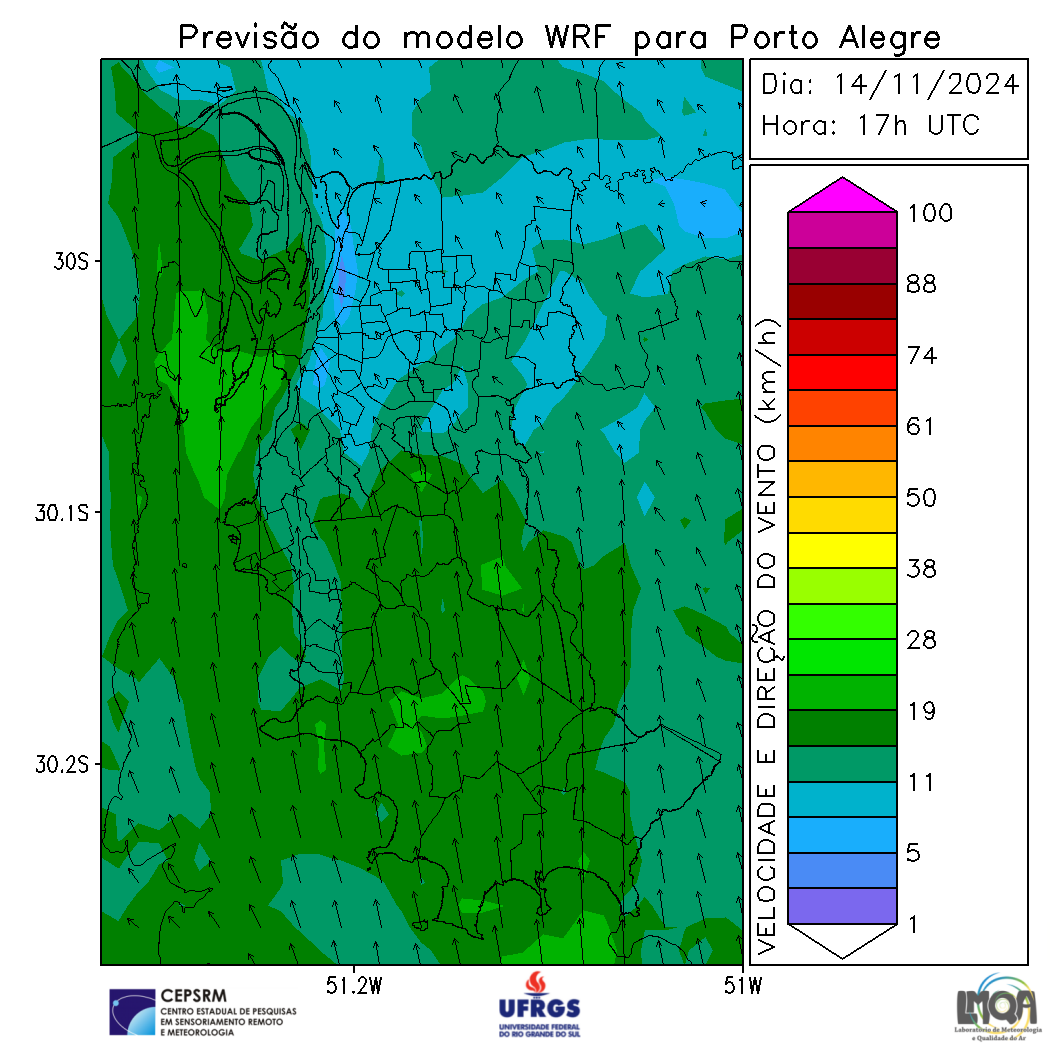 Previsão do modelo WRF para Porto Alegre
Dia: 14/11/2024
Hora: 17h UTC
30S
30.1S
30.2S
51.2W
51W
VELOCIDADE E DIREÇÃO DO VENTO (km/h)
100
88
74
61
50
38
28
19
11
5
1
CEPSRM
CENTRO ESTADUAL DE PESQUISAS
EM SENSORIAMENTO REMOTO
E METEOROLOGIA
UFRGS
UNIVERSIDADE FEDERAL
DO RIO GRANDE DO SUL
LMQA
Laboratório de Meteorologia
e Qualidade do Ar